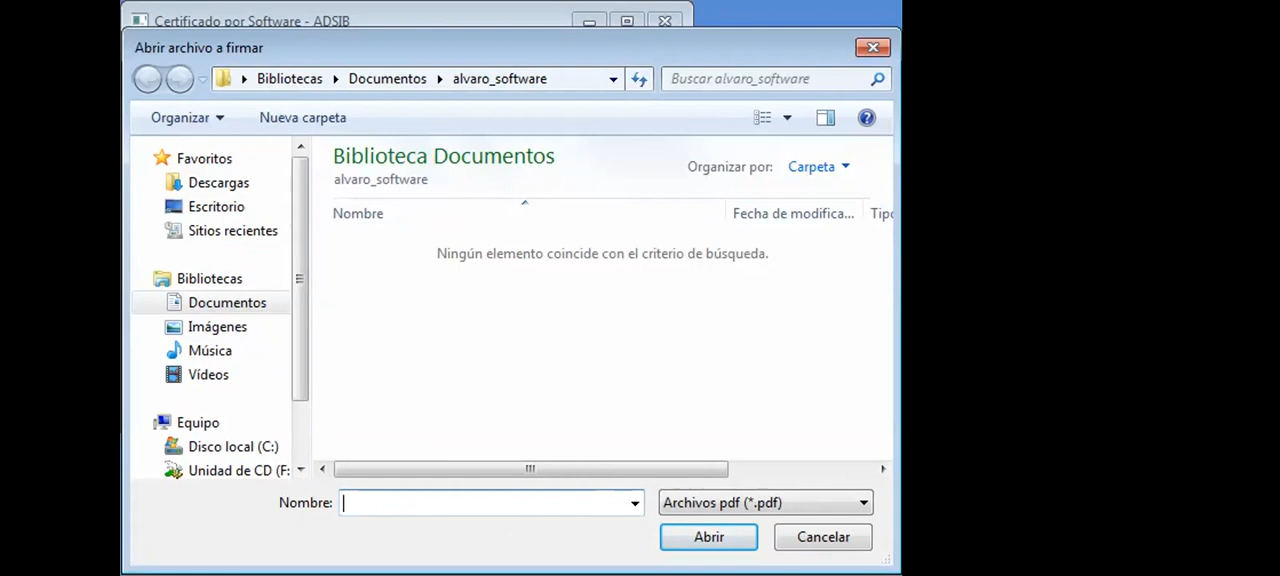 Certificado por Software - ADSIB
Abrir archivo a firmar
Bibliotecas Documentos alvaro_software
Buscar alvaro_software
Organizar Nueva carpeta
Favoritos
Descargas
Escritorio
Sitios recientes
Bibliotecas
Documentos
Imágenes
Música
Vídeos
Equipo
Disco local (C:)
Unidad de CD (F:
Biblioteca Documentos
alvaro_software
Organizar por: Carpeta
Nombre Fecha de modifica... Tipo
Ningún elemento coincide con el criterio de búsqueda.
Nombre:
Archivos pdf (*.pdf)
Abrir Cancelar